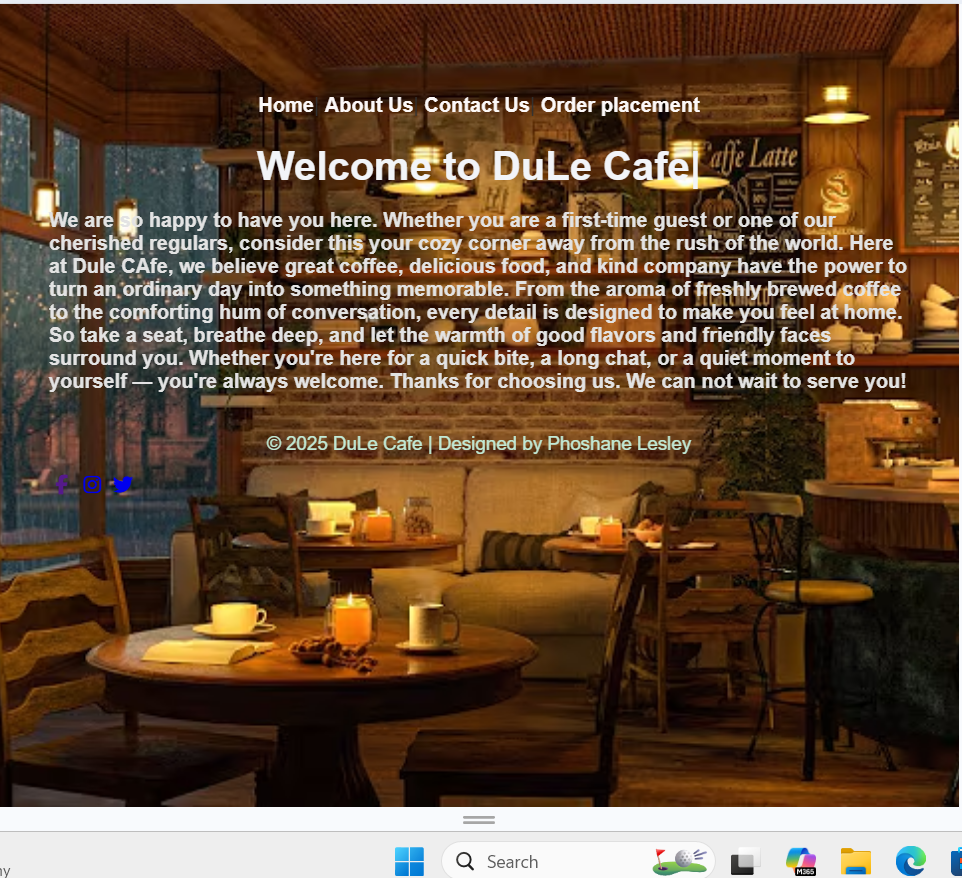 Home About Us Contact Us Order placement
Welcome to DuLe Cafe|
Caffe Latte
We are so happy to have you here. Whether you are a first-time guest or one of our
cherished regulars, consider this your cozy corner away from the rush of the world. Here
at Dule CAfe, we believe great coffee, delicious food, and kind company have the power to
turn an ordinary day into something memorable. From the aroma of freshly brewed coffee
to the comforting hum of conversation, every detail is designed to make you feel at home.
So take a seat, breathe deep, and let the warmth of good flavors and friendly faces
surround you. Whether you're here for a quick bite, a long chat, or a quiet moment to
yourself — you're always welcome. Thanks for choosing us. We can not wait to serve you!
© 2025 DuLe Cafe | Designed by Phoshane Lesley
Search
M365